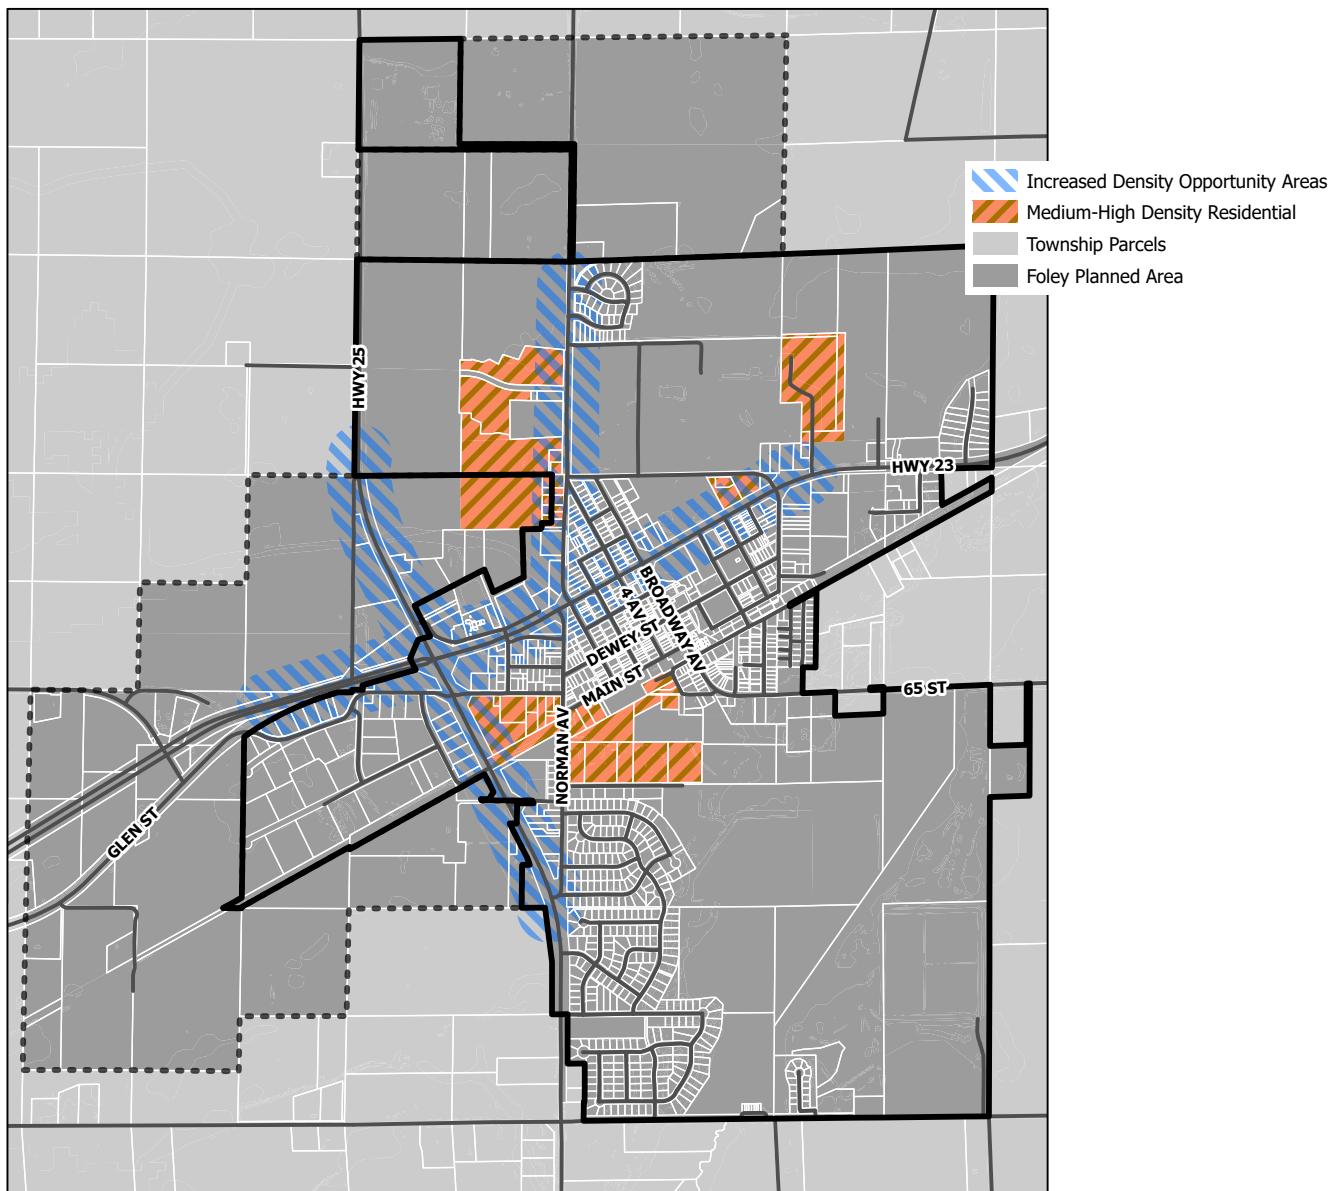 Increased Density Opportunity Areas
Medium-High Density Residential
Township Parcels
Foley Planned Area
HWY 25
HWY 23
BROADWAY AV
4 AV
DEWEY ST
MAIN ST
65 ST
NORMAN AV
GLEN ST